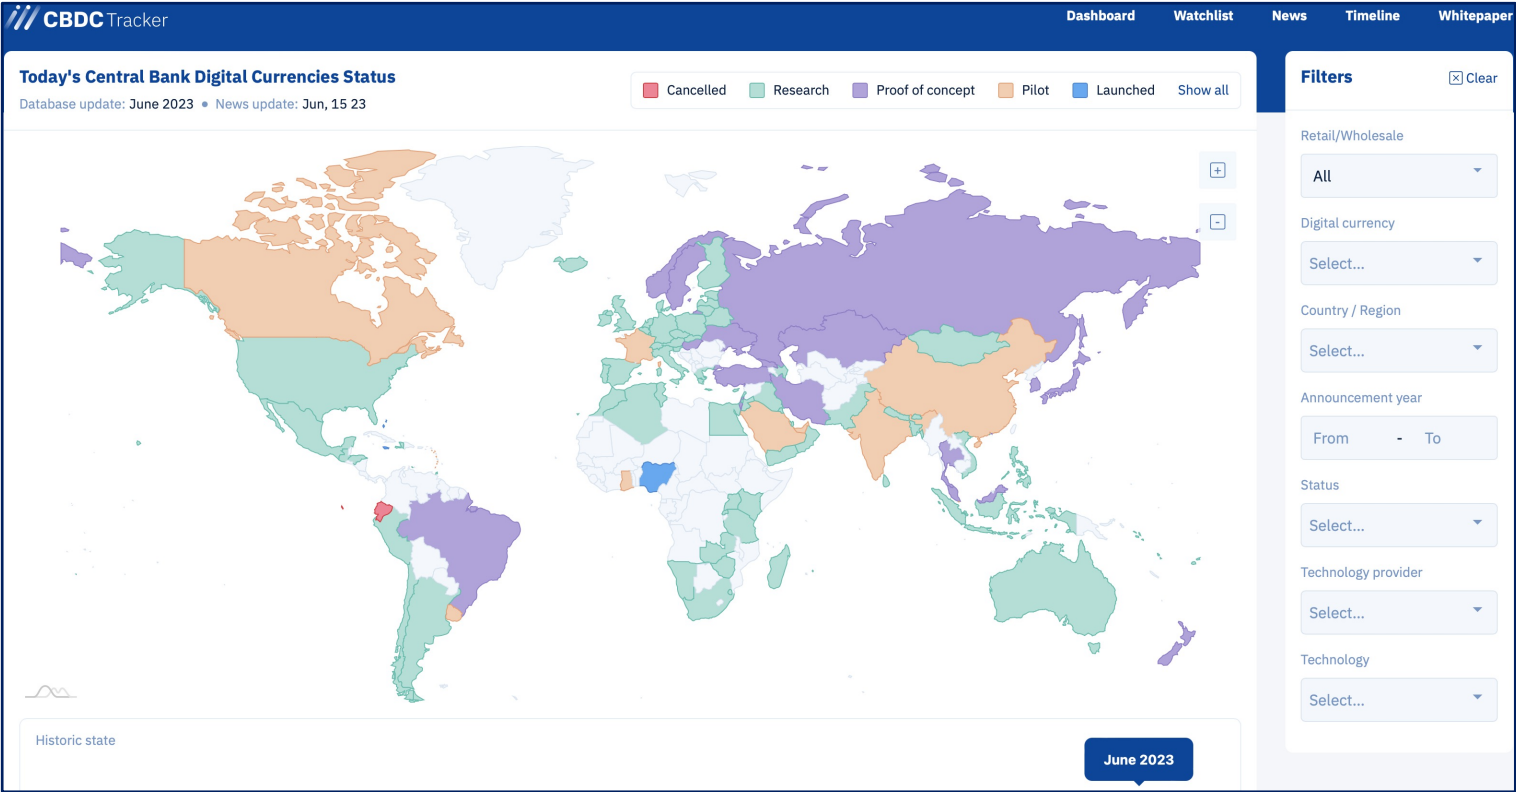 CBDC Tracker
Dashboard Watchlist News Timeline Whitepaper
Today's Central Bank Digital Currencies Status
Database update: June 2023 • News update: Jun, 15 23
Cancelled Research Proof of concept Pilot Launched Show all
Filters
Clear
Retail/Wholesale
All
Digital currency
Select...
Country / Region
Select...
Announcement year
From - To
Status
Select...
Technology provider
Select...
Technology
Select...
Historic state
June 2023